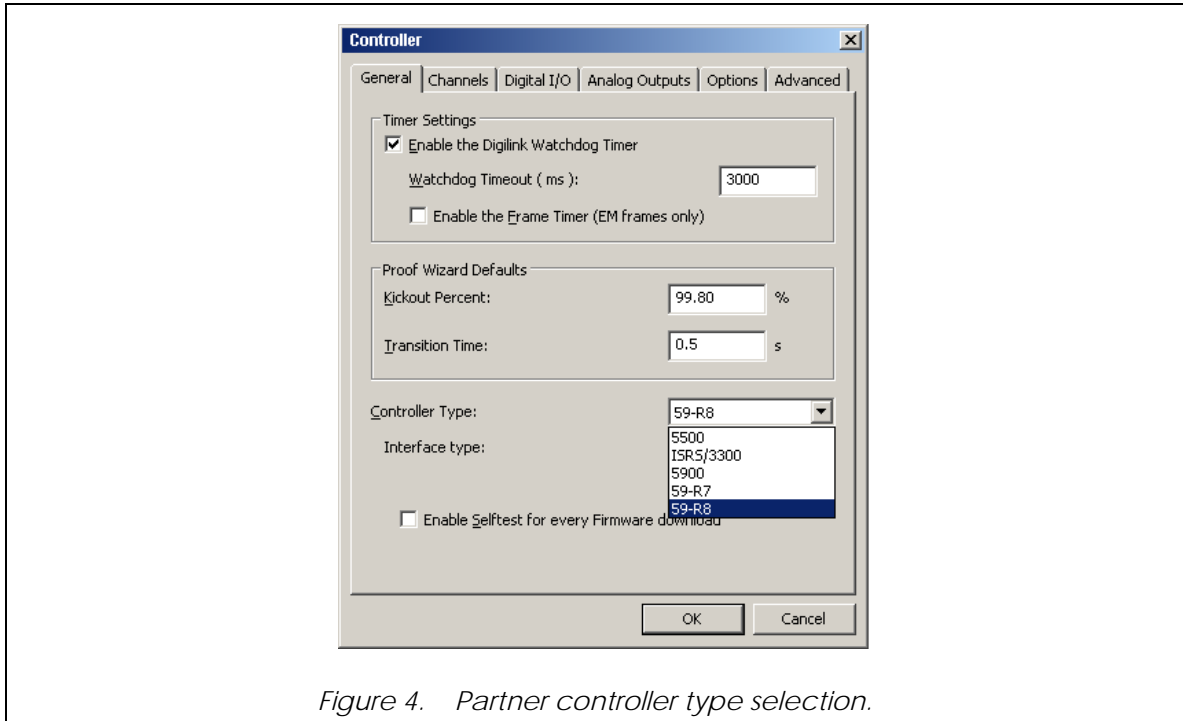 Controller
General Channels Digital I/O Analog Outputs Options Advanced
Timer Settings
Enable the Digilink Watchdog Timer
Watchdog Timeout ( ms ): 3000
Enable the Frame Timer (EM frames only)
Proof Wizard Defaults
Kickout Percent: 99.80 %
Transition Time: 0.5 s
Controller Type: 59-R8
5500
Interface type: ISRS/3300
5900
59-R7
59-R8
Enable Selftest for every Firmware download
OK Cancel
Figure 4. Partner controller type selection.